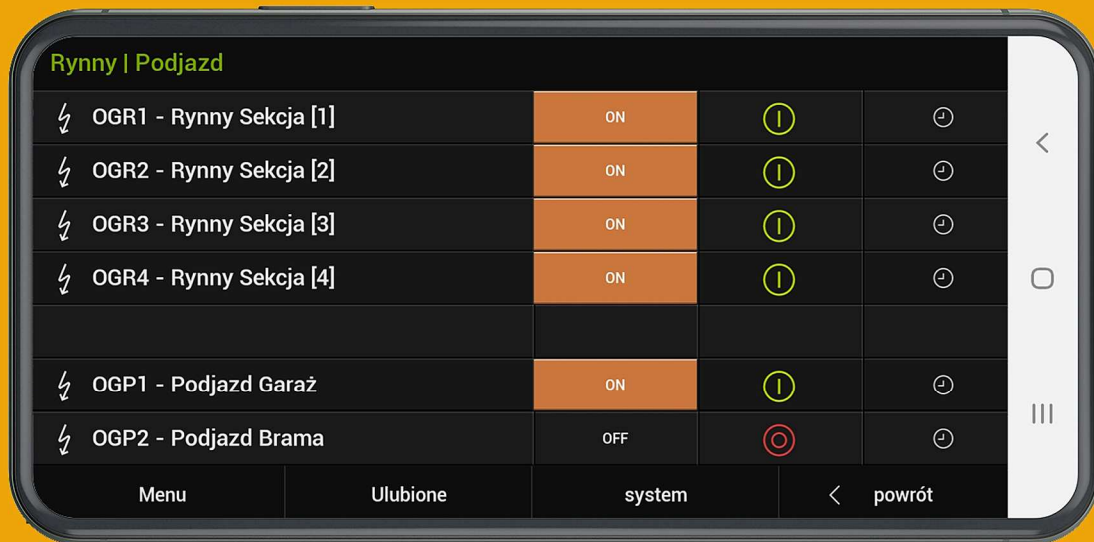 Rynny | Podjazd
OGR1 - Rynny Sekcja [1] ON
OGR2 - Rynny Sekcja [2] ON
OGR3 - Rynny Sekcja [3] ON
OGR4 - Rynny Sekcja [4] ON
OGP1 - Podjazd Garaż ON
OGP2 - Podjazd Brama OFF
Menu Ulubione system powrót